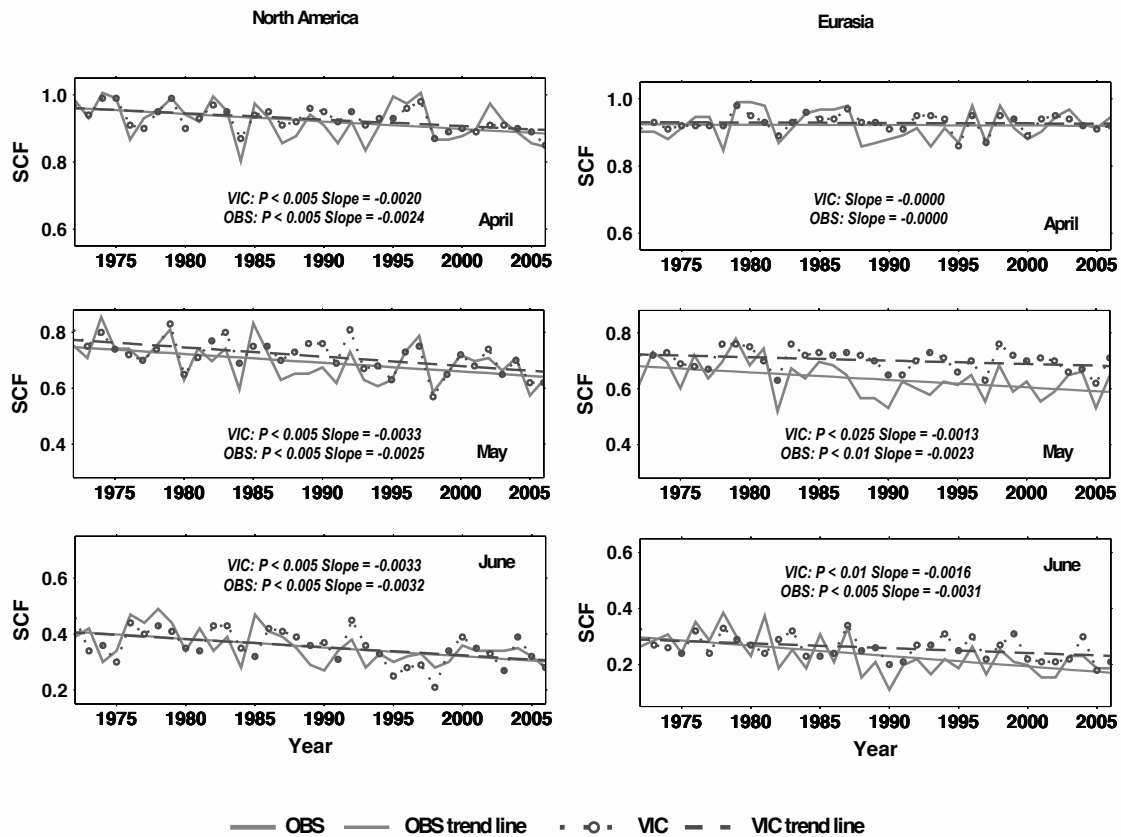 North America
Eurasia
1.0
0.8
0.6
SCF
VIC: P < 0.005 Slope = -0.0020
OBS: P < 0.005 Slope = -0.0024
April
1975 1980 1985 1990 1995 2000 2005
1.0
0.8
0.6
SCF
VIC: Slope = -0.0000
OBS: Slope = -0.0000
April
1975 1980 1985 1990 1995 2000 2005
0.8
0.6
0.4
SCF
VIC: P < 0.005 Slope = -0.0033
OBS: P < 0.005 Slope = -0.0025
May
1975 1980 1985 1990 1995 2000 2005
0.8
0.6
0.4
SCF
VIC: P < 0.025 Slope = -0.0013
OBS: P < 0.01 Slope = -0.0023
May
1975 1980 1985 1990 1995 2000 2005
0.6
0.4
0.2
SCF
VIC: P < 0.005 Slope = -0.0033
OBS: P < 0.005 Slope = -0.0032
June
1975 1980 1985 1990 1995 2000 2005
Year
0.6
0.4
0.2
SCF
VIC: P < 0.01 Slope = -0.0016
OBS: P < 0.005 Slope = -0.0031
June
1975 1980 1985 1990 1995 2000 2005
Year
OBS OBS trend line VIC VIC trend line